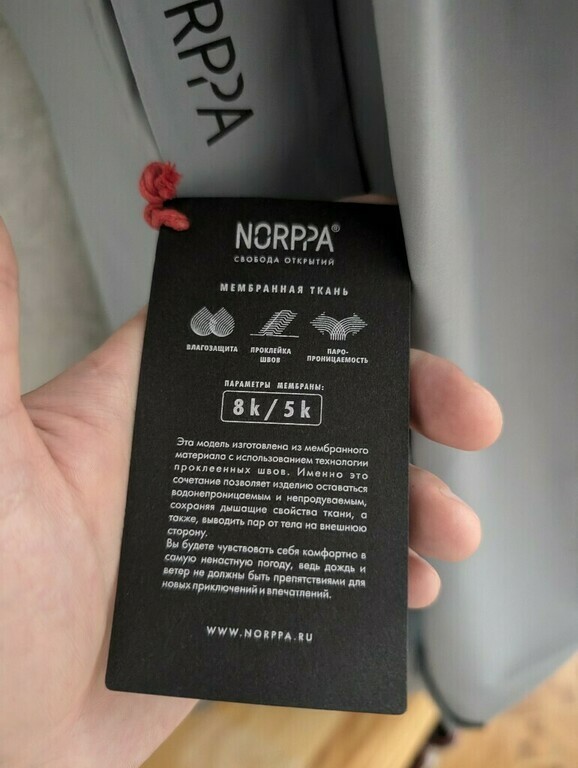 RPPA
NORPPA®
СВОБОДА ОТКРЫТИЙ
МЕМБРАННАЯ ТКАНЬ
ВЛАГОЗАЩИТА
ПРОКЛЕЙКА
ШВОВ
ПАРО-
ПРОНИЦАЕМОСТЬ
ПАРАМЕТРЫ МЕМБРАНЫ:
8k/5k
Эта модель изготовлена из мембранного
материала с использованием технологии
проклеенных швов. Именно это
сочетание позволяет изделию оставаться
водонепроницаемым и непродуваемым,
сохраняя дышащие свойства ткани, а
также, выводить пар от тела на внешнюю
сторону.
Вы будете чувствовать себя комфортно в
самую ненастную погоду, ведь дождь и
ветер не должны быть препятствиями для
новых приключений и впечатлений.
WWW.NORPPA.RU